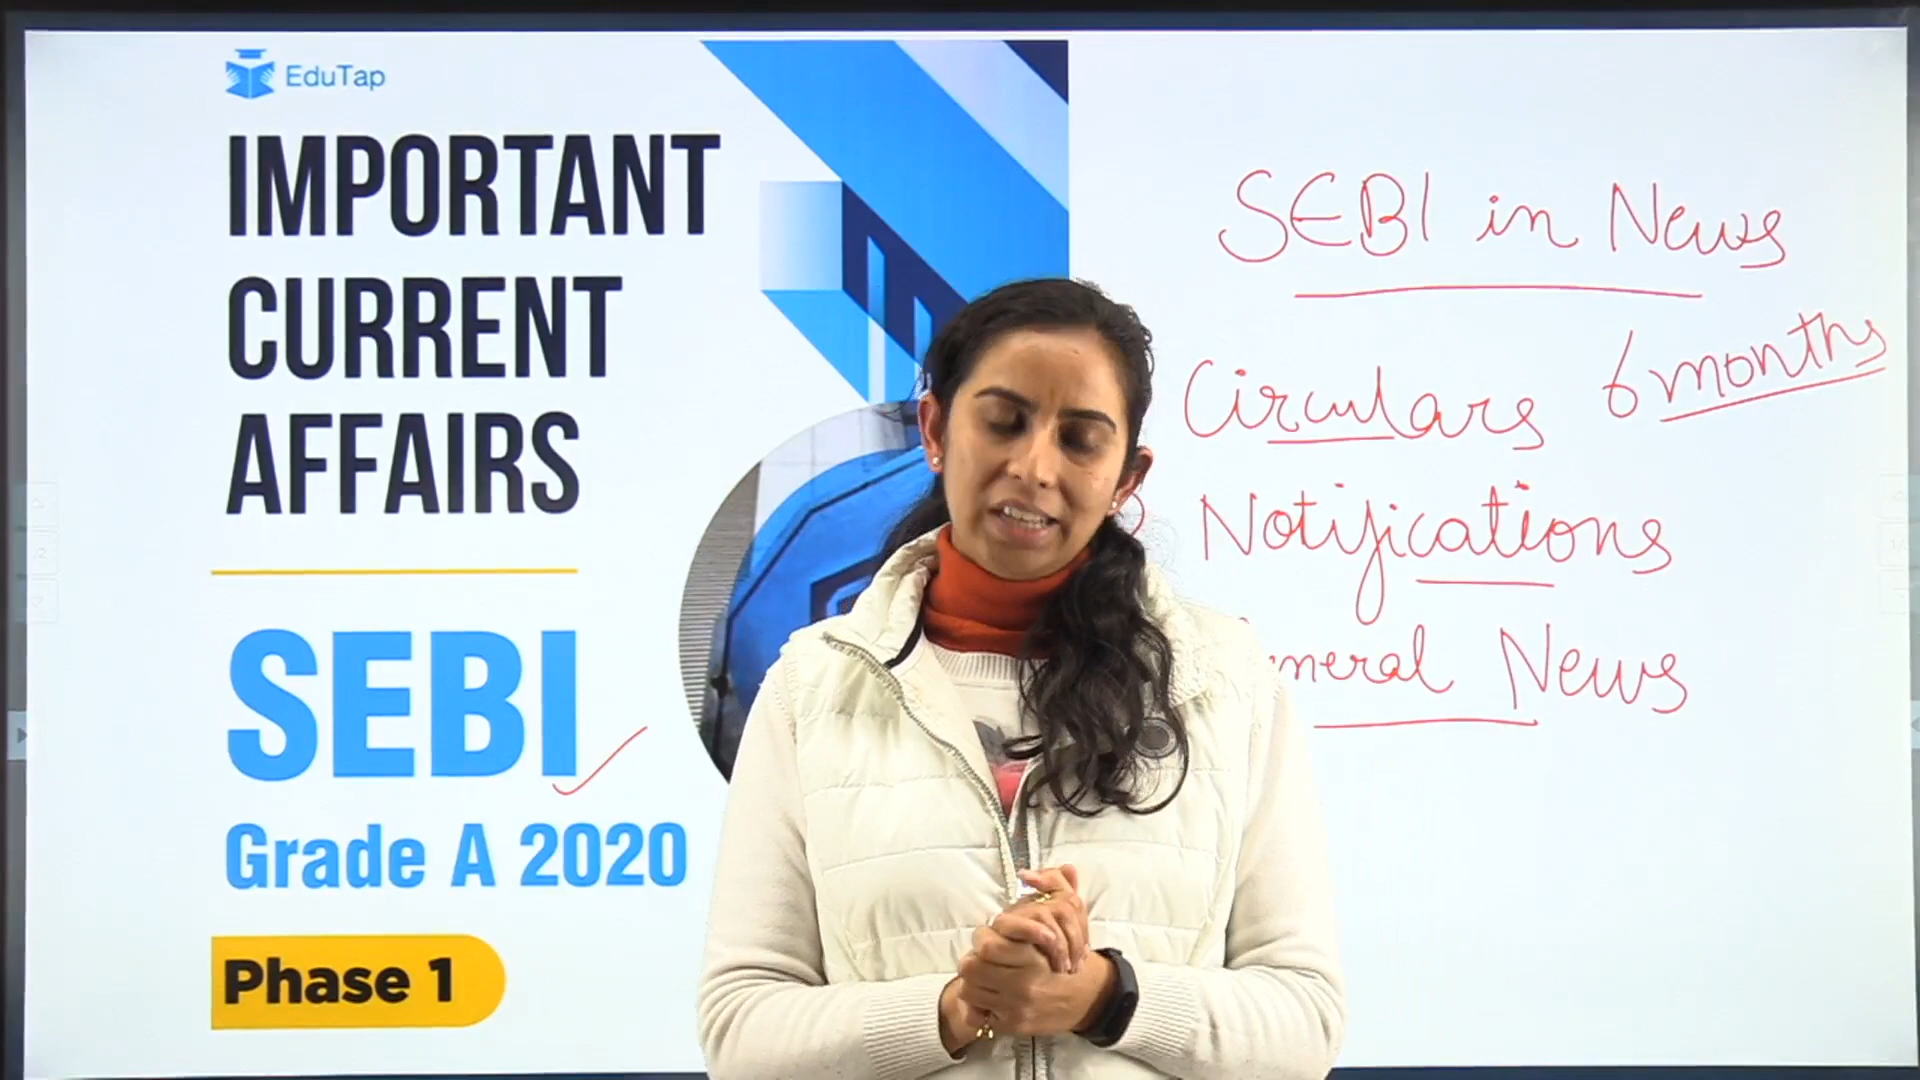 EduTap
IMPORTANT
CURRENT
AFFAIRS
SEBI
Grade A 2020
Phase 1
SEBI in News
Circulars 6 months
Notifications
News